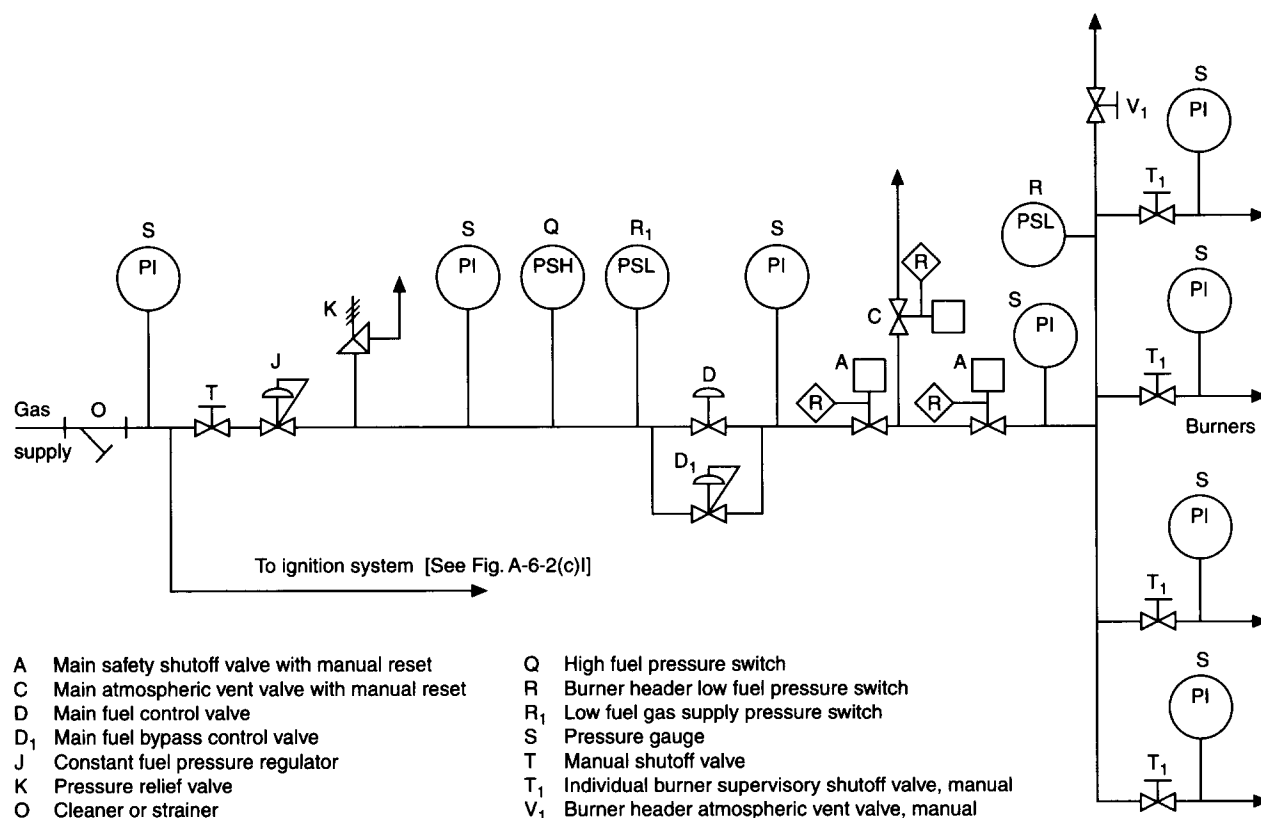 S
PI
V₁
T₁
R
PSL
S
PI
S
PI
Q
PSH
R₁
PSL
S
PI
R
K
C
S
PI
S
PI
J
A
A
T
D
R
R
T₁
Gas
supply
O
D₁
Burners
S
PI
To ignition system [See Fig. A-6-2(c)l]
T₁
S
PI
T₁
A Main safety shutoff valve with manual reset
C Main atmospheric vent valve with manual reset
D Main fuel control valve
D₁ Main fuel bypass control valve
J Constant fuel pressure regulator
K Pressure relief valve
O Cleaner or strainer
Q High fuel pressure switch
R Burner header low fuel pressure switch
R₁ Low fuel gas supply pressure switch
S Pressure gauge
T Manual shutoff valve
T₁ Individual burner supervisory shutoff valve, manual
V₁ Burner header atmospheric vent valve, manual